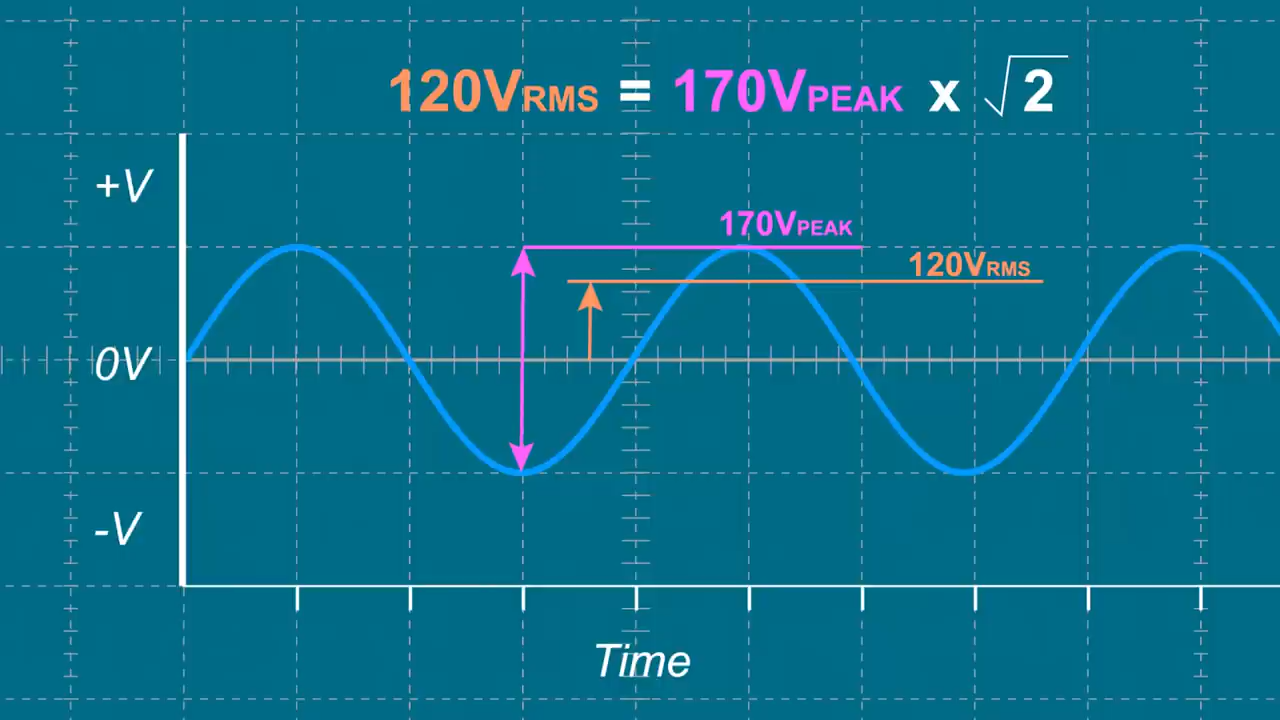 120VRMS = 170VPEAK x √2
+V
170VPEAK
120VRMS
0V
-V
Time